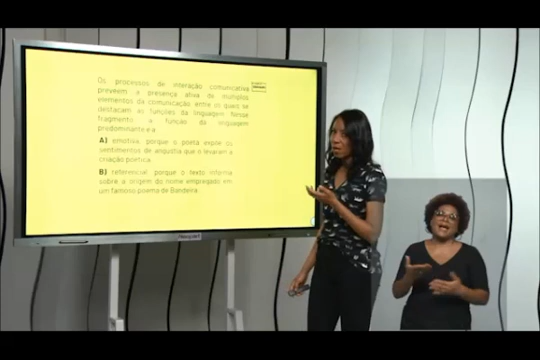 Os processos de interação comunicativa
preveem a presença ativa de múltiplos
elementos da comunicação, entre os quais se
destacam as funções da linguagem. Nesse
fragmento, a função da linguagem
predominante é a
A) emotiva, porque o poeta expõe os
sentimentos de angústia que o levaram à
criação poética.
B) referencial, porque o texto informa
sobre a origem do nome empregado em
um famoso poema de Bandeira.